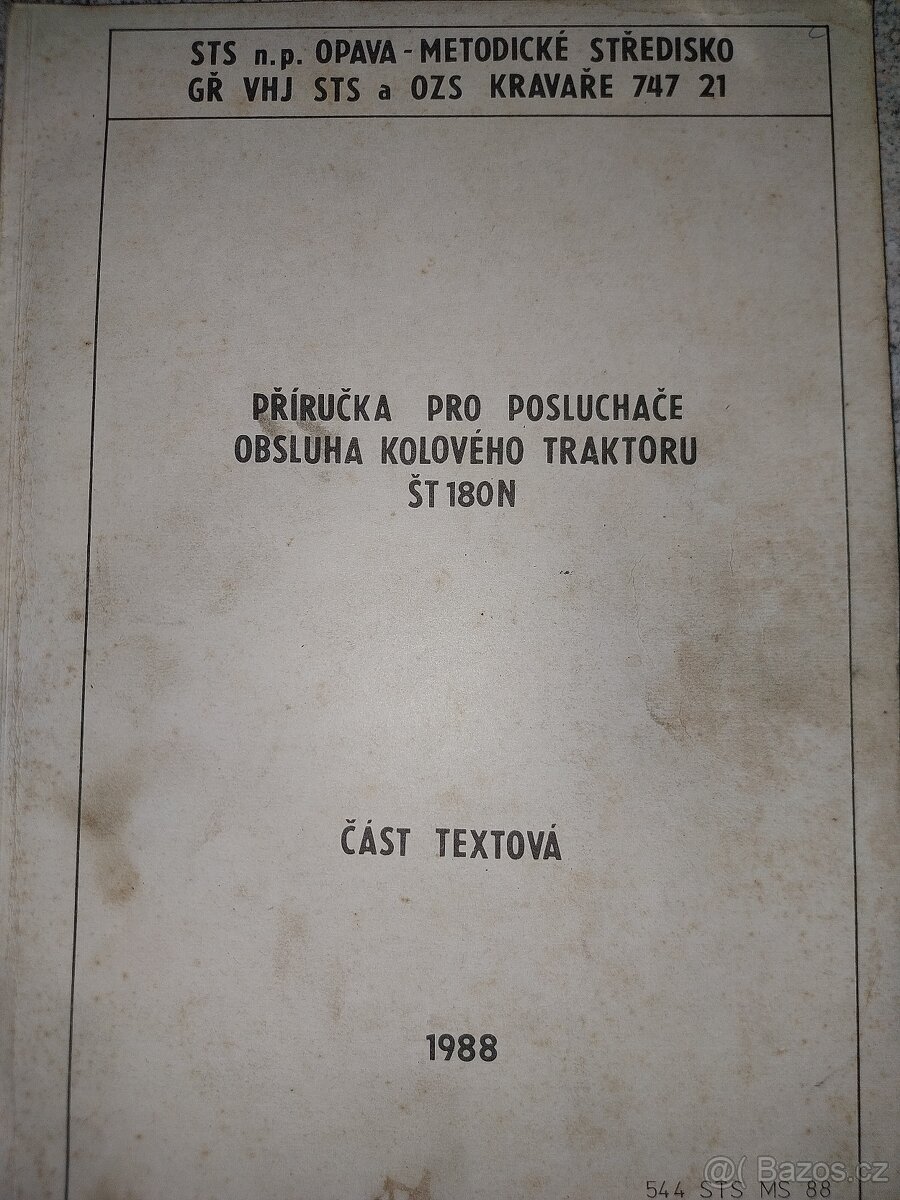 STS n.p. OPAVA - METODICKÉ STŘEDISKO
GŘ VHJ STS a OZS KRAVAŘE 747 21
PŘÍRUČKA PRO POSLUCHAČE
OBSLUHA KOLOVÉHO TRAKTORU
ŠT 180N
ČÁST TEXTOVÁ
1988
544 STS MS 88
@( Bazos.cz